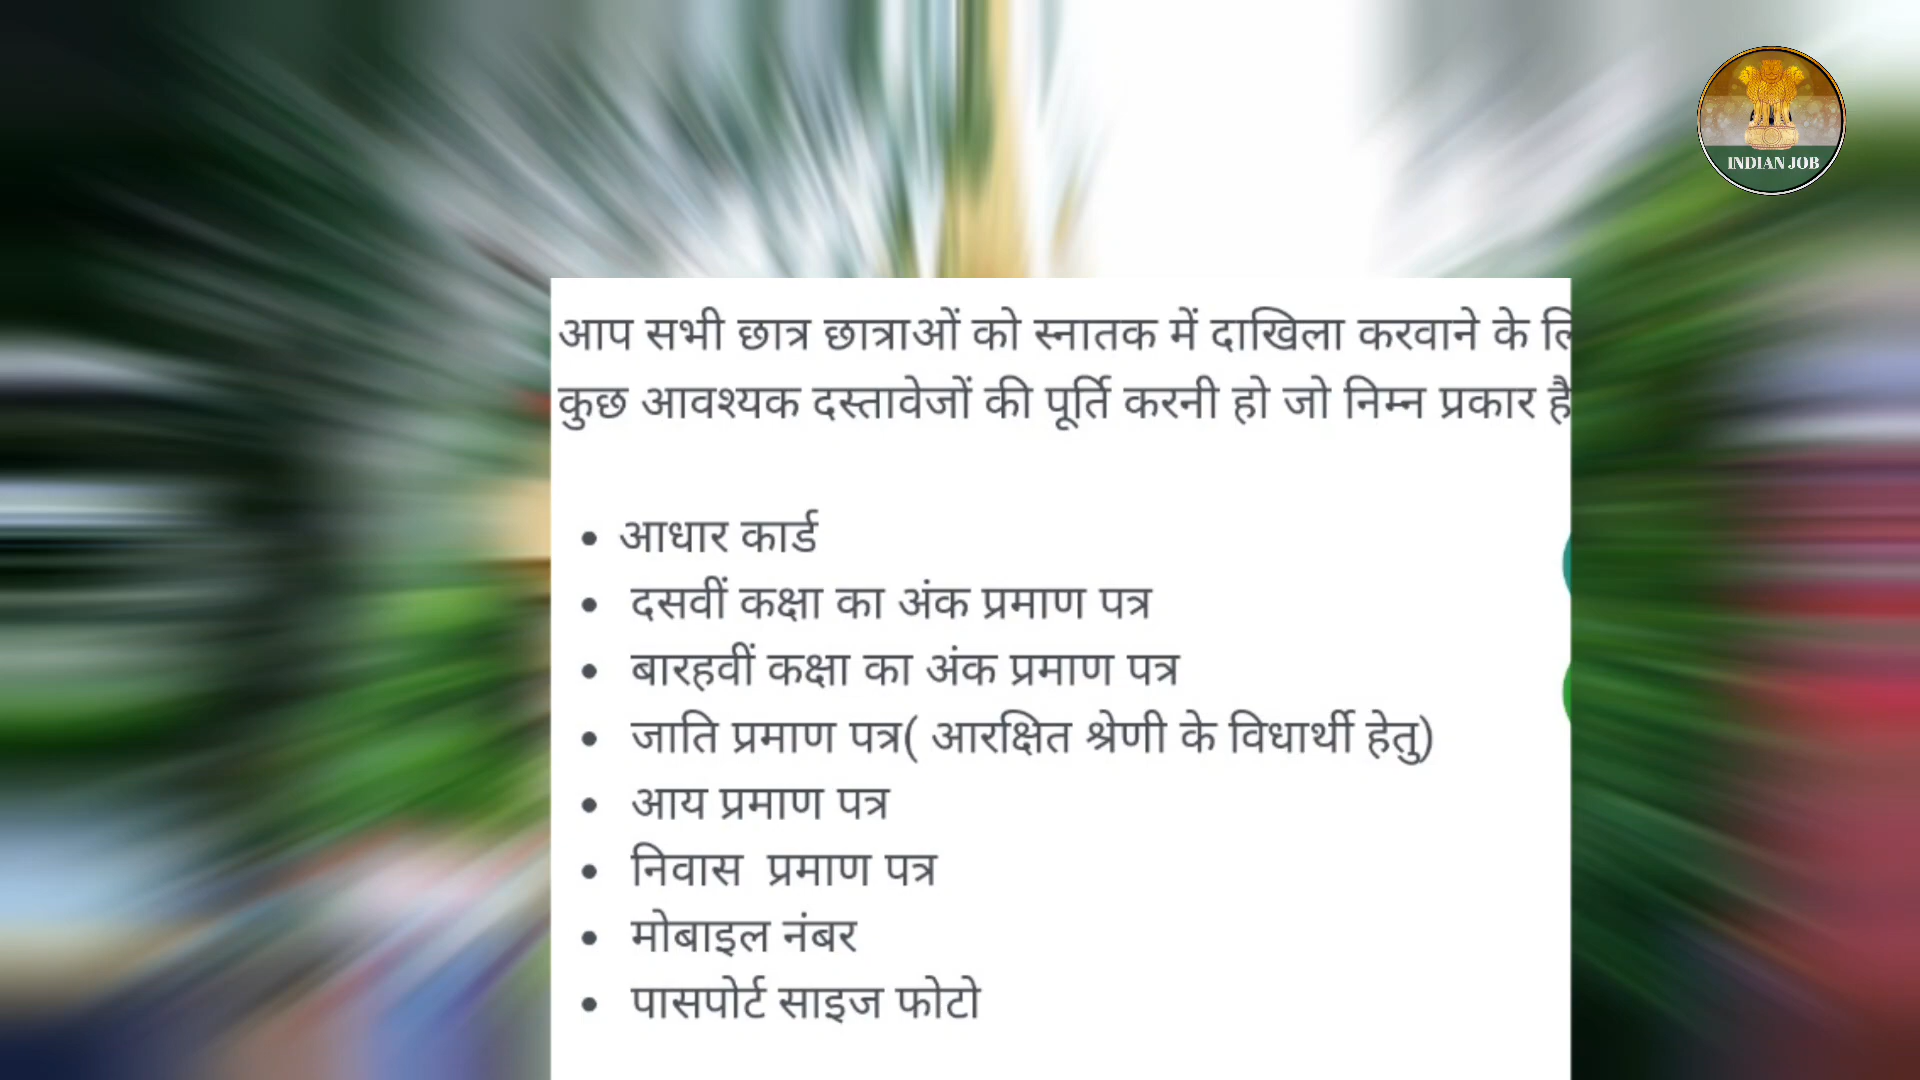 INDIAN JOB
आप सभी छात्र छात्राओं को स्नातक में दाखिला करवाने के लि
कुछ आवश्यक दस्तावेजों की पूर्ति करनी हो जो निम्न प्रकार है
• आधार कार्ड
• दसवीं कक्षा का अंक प्रमाण पत्र
• बारहवीं कक्षा का अंक प्रमाण पत्र
• जाति प्रमाण पत्र( आरक्षित श्रेणी के विधार्थी हेतु)
• आय प्रमाण पत्र
• निवास प्रमाण पत्र
• मोबाइल नंबर
• पासपोर्ट साइज फोटो